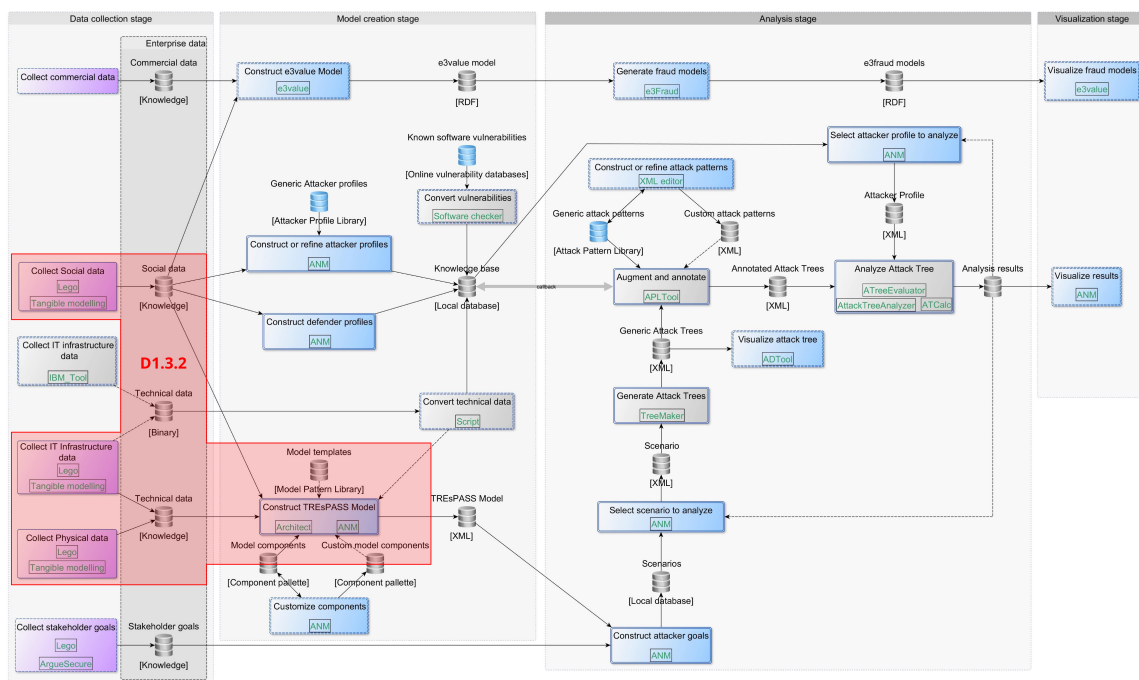 Data collection stage
Model creation stage
Analysis stage
Visualization stage
Enterprise data
Collect commercial data
Commercial data
[Knowledge]
Construct e3value Model
e3value
e3value model
[RDF]
Generate fraud models
e3Fraud
e3fraud models
[RDF]
Visualize fraud models
e3value
Known software vulnerabilities
[Online vulnerability databases]
Convert vulnerabilities
Software checker
Generic Attacker profiles
[Attacker Profile Library]
Construct or refine attacker profiles
ANM
Construct or refine attack patterns
XML editor
Generic attack patterns
[Attack Pattern Library]
Custom attack patterns
[XML]
Select attacker profile to analyze
ANM
Attacker Profile
[XML]
Collect Social data
Lego
Tangible modelling
Social data
[Knowledge]
Construct defender profiles
ANM
Knowledge base
[Local database]
callback
Augment and annotate
APLTool
Annotated Attack Trees
[XML]
Analyze Attack Tree
ATreeEvaluator
AttackTreeAnalyzer
ATCalc
Analysis results
Visualize results
ANM
Collect IT infrastructure
data
IBM_Tool
D1.3.2
Technical data
[Binary]
Convert technical data
Script
Generic Attack Trees
[XML]
Visualize attack tree
ADTool
Generate Attack Trees
TreeMaker
Collect IT Infrastructure
data
Lego
Tangible modelling
Technical data
[Knowledge]
Model templates
[Model Pattern Library]
Construct TREsPASS Model
Architect
ANM
TREsPASS Model
[XML]
Scenario
[XML]
Select scenario to analyze
ANM
Collect Physical data
Lego
Tangible modelling
Model components
[Component pallette]
Custom model components
[Component pallette]
Customize components
ANM
Scenarios
[Local database]
Collect stakeholder goals
Lego
ArgueSecure
Stakeholder goals
[Knowledge]
Construct attacker goals
ANM